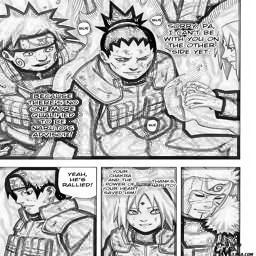 SORRY, PA.
I CAN'T BE
WITH YOU ON
THE OTHER
SIDE YET.
BECAUSE
THERE'S NO
ONE MORE
QUALIFIED
TO BE
NARUTO'S
ADVISOR!
YEAH,
HE'S
RALLIED!
YOUR
CHAKRA
AND THE
POWER OF
YOUR HEART
SAVED HIM!
THANKS,
NARUTO!